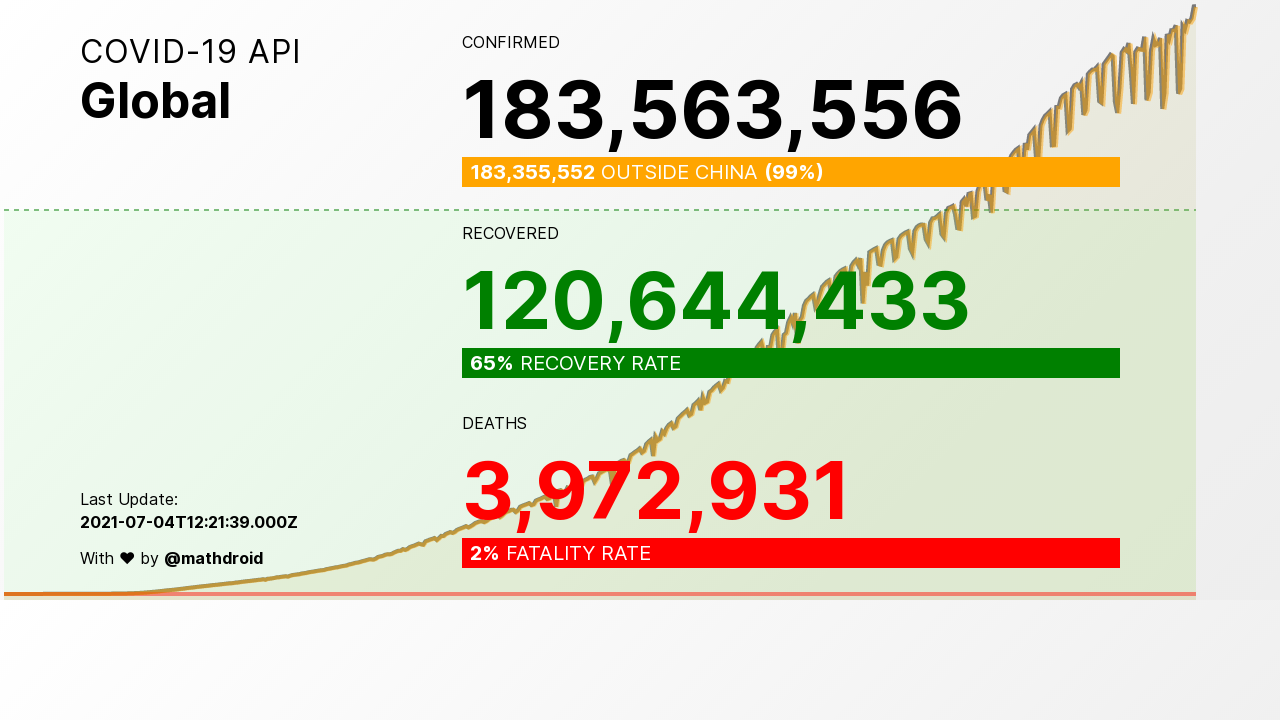 COVID-19 API
Global
CONFIRMED
183,563,556
183,355,552 OUTSIDE CHINA (99%)
RECOVERED
120,644,433
65% RECOVERY RATE
DEATHS
3,972,931
2% FATALITY RATE
Last Update:
2021-07-04T12:21:39.000Z
With ♥ by @mathdroid